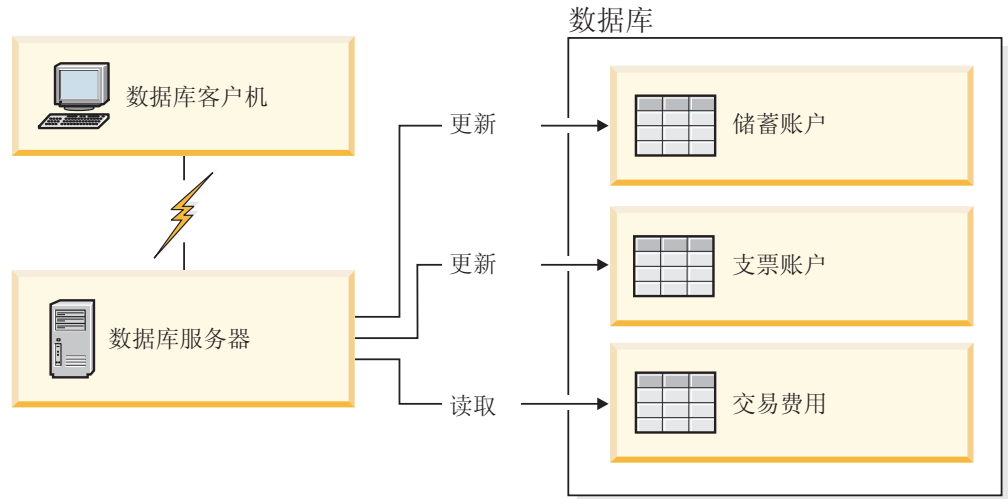 数据库
数据库客户机
更新
储蓄账户
更新
支票账户
数据库服务器
读取
交易费用